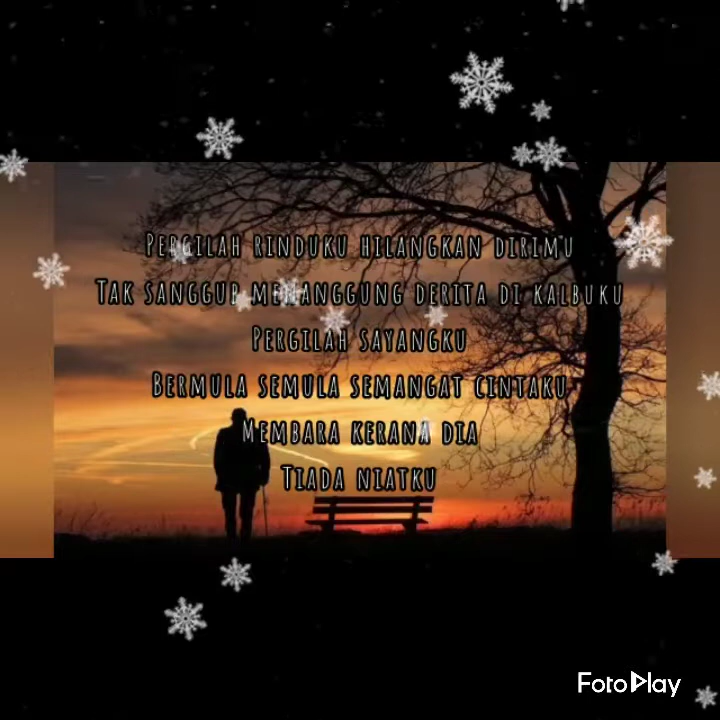 Pergilah rinduku hilangkan dirimu
Tak sanggup menanggung derita di kalbuku
Pergilah sayangku
Bermula semula semangat cintaku
Membara kerana dia
Tiada niatku
FotoPlay